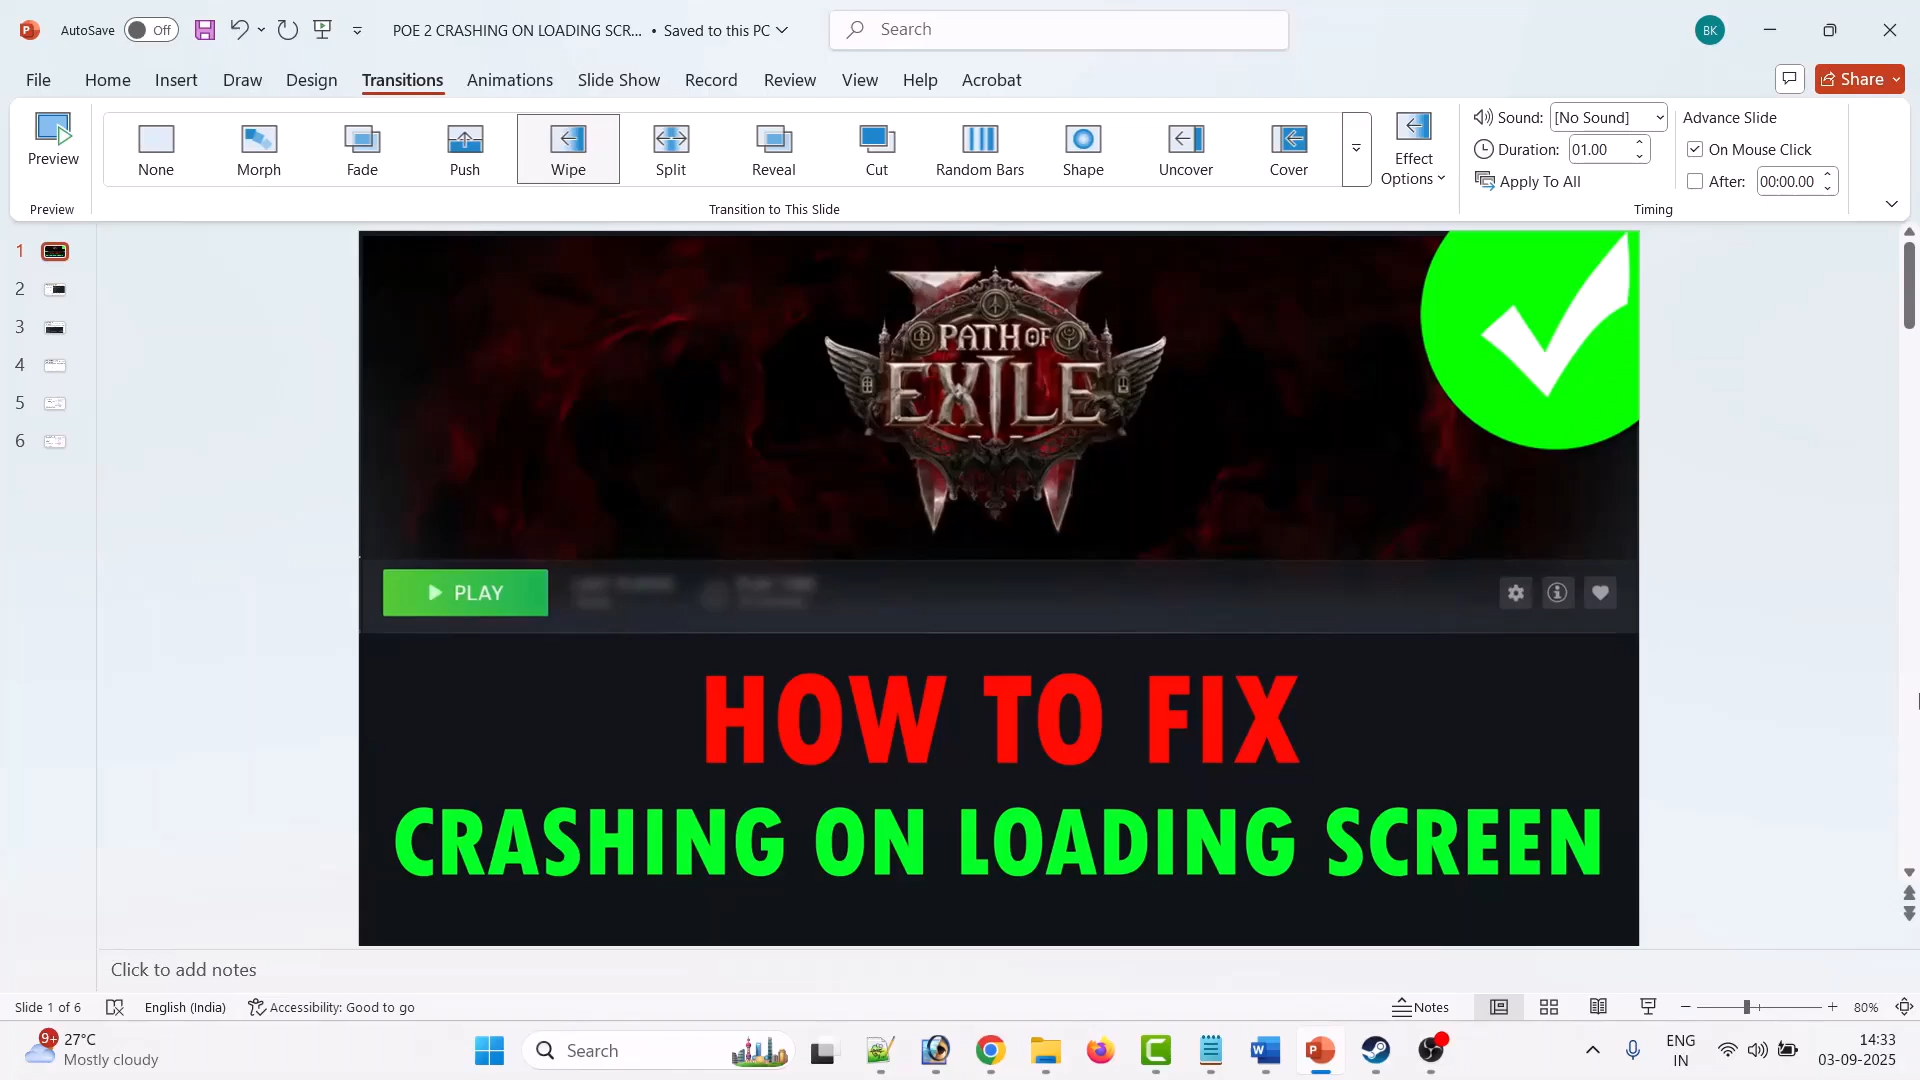 AutoSave Off POE 2 CRASHING ON LOADING SCR... • Saved to this PC Search BK
File Home Insert Draw Design Transitions Animations Slide Show Record Review View Help Acrobat Share
Preview
None Morph Fade Push Wipe Split Reveal Cut Random Bars Shape Uncover Cover
Effect Options
Sound: [No Sound]
Duration: 01.00
Apply To All
Advance Slide
On Mouse Click
After: 00:00.00
Preview Transition to This Slide Timing
1
2
3
4
5
6
PATH OF
EXILE
PLAY
HOW TO FIX
CRASHING ON LOADING SCREEN
Click to add notes
Slide 1 of 6 English (India) Accessibility: Good to go Notes 80%
9+ 27°C
Mostly cloudy
Search
ENG
IN
14:33
03-09-2025